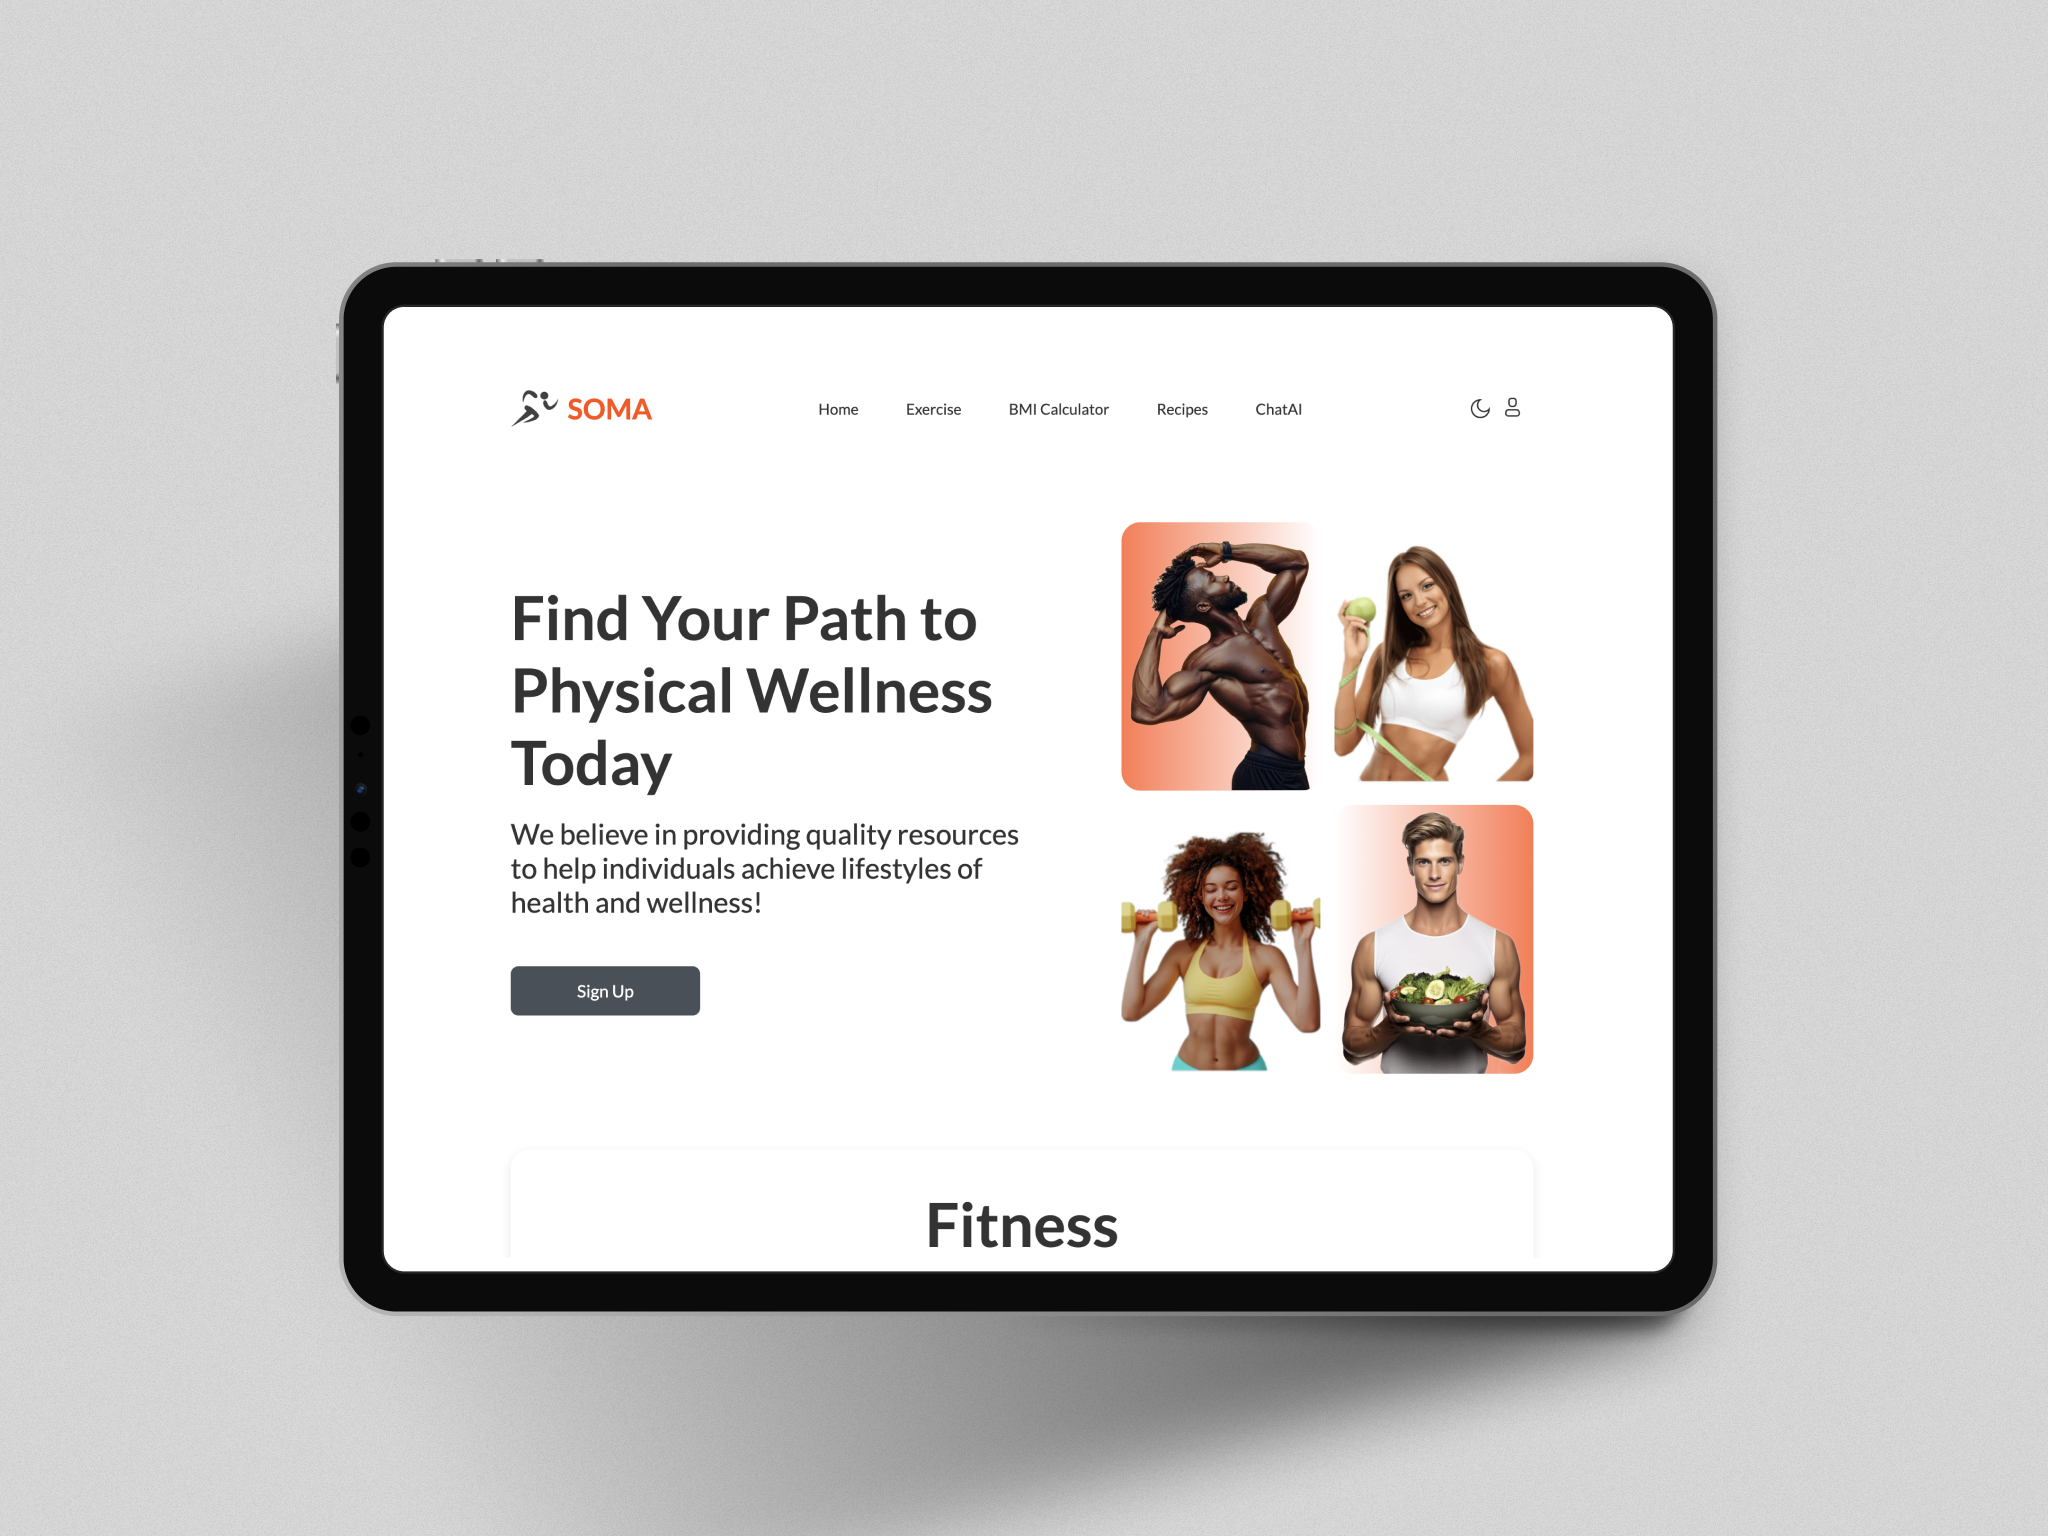 SOMA
Home
Exercise
BMI Calculator
Recipes
ChatAI
Find Your Path to
Physical Wellness
Today
We believe in providing quality resources
to help individuals achieve lifestyles of
health and wellness!
Sign Up
Fitness